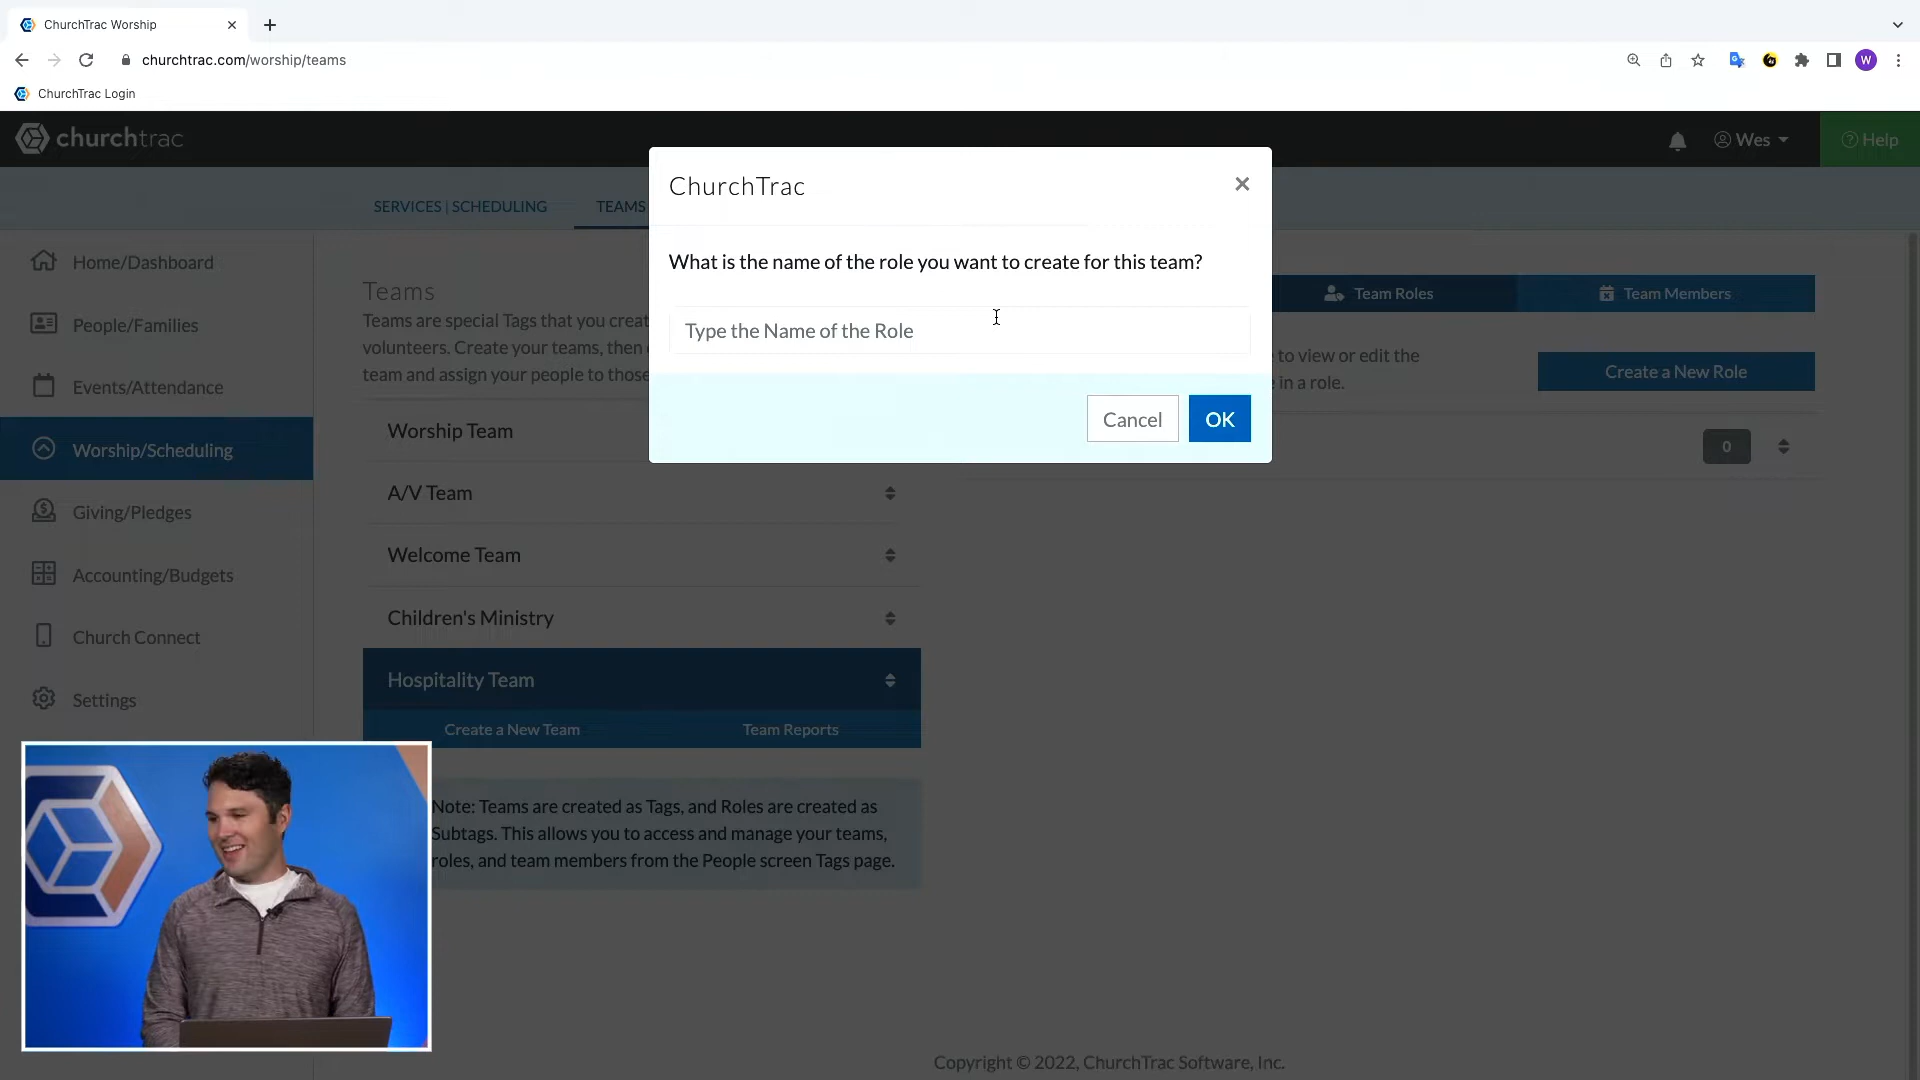 ChurchTrac Worship
churchtrac.com/worship/teams
W
ChurchTrac Login
churchtrac
Wes
Help
SERVICES | SCHEDULING
TEAMS
ChurchTrac
What is the name of the role you want to create for this team?
Type the Name of the Role
Cancel
OK
Home/Dashboard
People/Families
Events/Attendance
Worship/Scheduling
Giving/Pledges
Accounting/Budgets
Church Connect
Settings
Teams
Teams are special Tags that you
volunteers. Create your teams, then
team and assign your people to those
Worship Team
A/V Team
Welcome Team
Children's Ministry
Hospitality Team
Create a New Team
Team Reports
Note: Teams are created as Tags, and Roles are created as
Subtags. This allows you to access and manage your teams,
roles, and team members from the People screen Tags page.
Team Roles
Team Members
to view or edit the
in a role.
Create a New Role
0
Copyright © 2022, ChurchTrac Software, Inc.